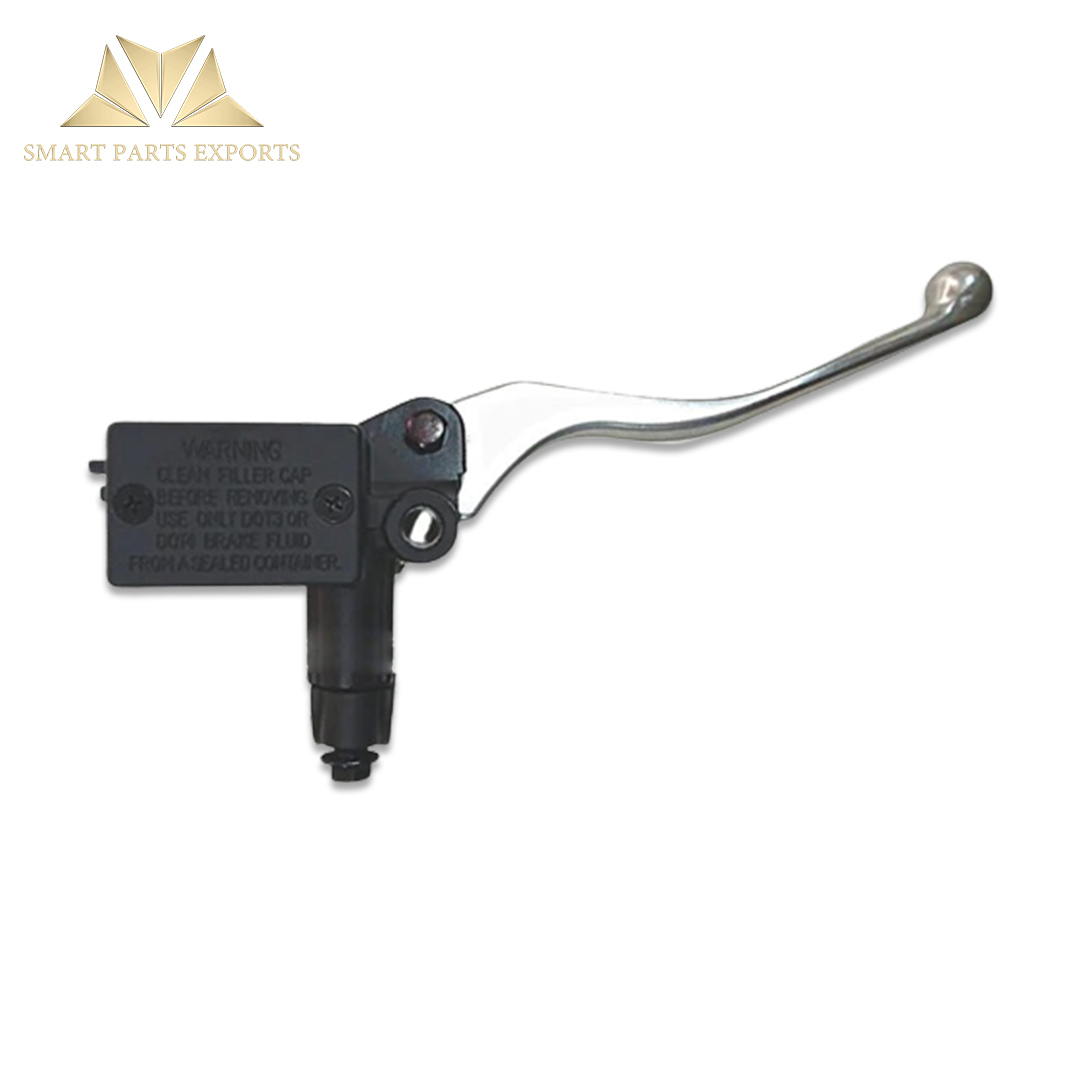 SMART PARTS EXPORTS
WARNING
CLEAN FILLER CAP
BEFORE REMOVING.
USE ONLY DOT3 OR
DOT4 BRAKE FLUID
FROM A SEALED CONTAINER.